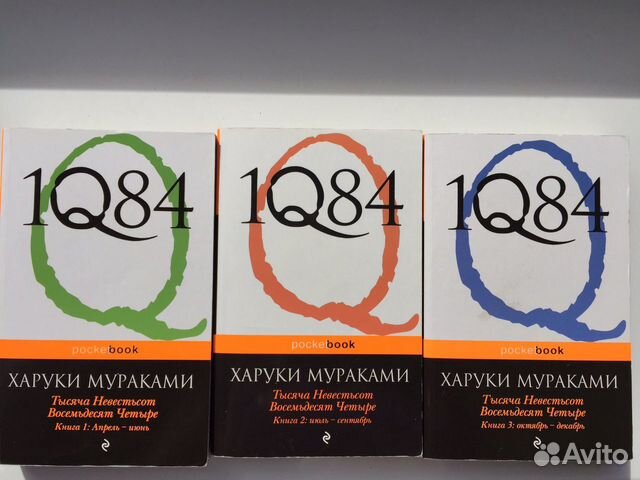 1Q84
pocketbook
ХАРУКИ МУРАКАМИ
Тысяча Невестьсот
Восемьдесят Четыре
Книга 1: Апрель – июнь
1Q84
pocketbook
ХАРУКИ МУРАКАМИ
Тысяча Невестьсот
Восемьдесят Четыре
Книга 2: июль – сентябрь
1Q84
pocketbook
ХАРУКИ МУРАКАМИ
Тысяча Невестьсот
Восемьдесят Четыре
Книга 3: октябрь – декабрь
Avito